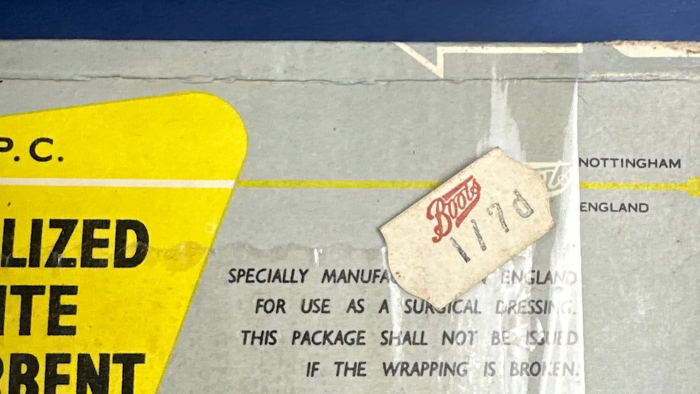 P.C.
LIZED
ITE
RBENT
NOTTINGHAM
ENGLAND
Boots
1/7d
SPECIALLY MANUFA ENGLAND
FOR USE AS A SURGICAL DRESSING.
THIS PACKAGE SHALL NOT BE ISSUED
IF THE WRAPPING IS BROKEN.